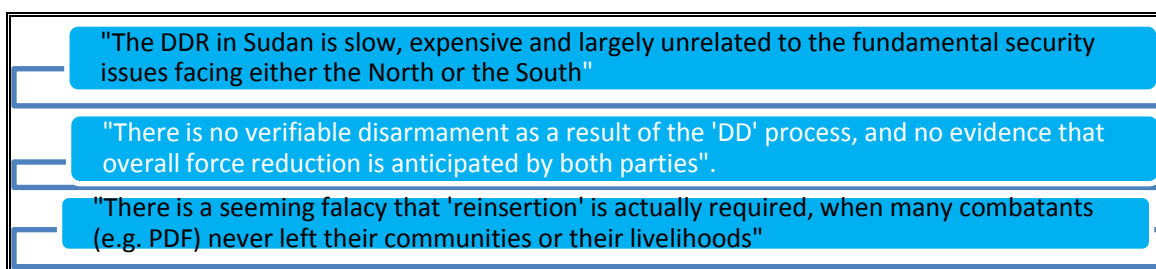 "The DDR in Sudan is slow, expensive and largely unrelated to the fundamental security
issues facing either the North or the South"
"There is no verifiable disarmament as a result of the 'DD' process, and no evidence that
overall force reduction is anticipated by both parties".
"There is a seeming falacy that 'reinsertion' is actually required, when many combatants
(e.g. PDF) never left their communities or their livelihoods"